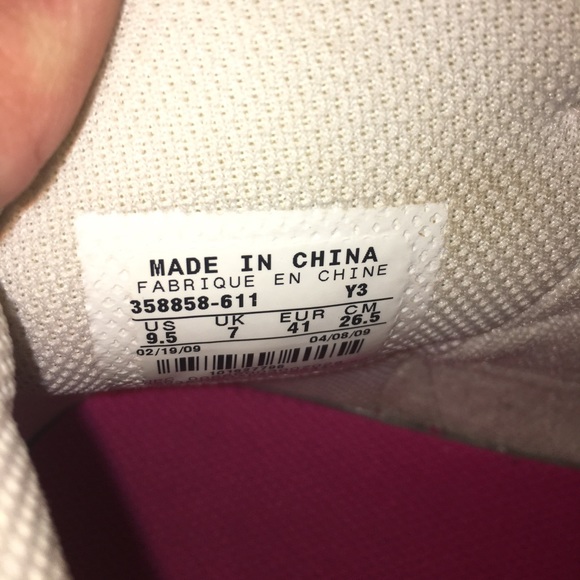 MADE IN CHINA
FABRIQUE EN CHINE
358858-611 Y3
US UK EUR CM
9.5 7 41 26.5
02/19/09 04/08/09